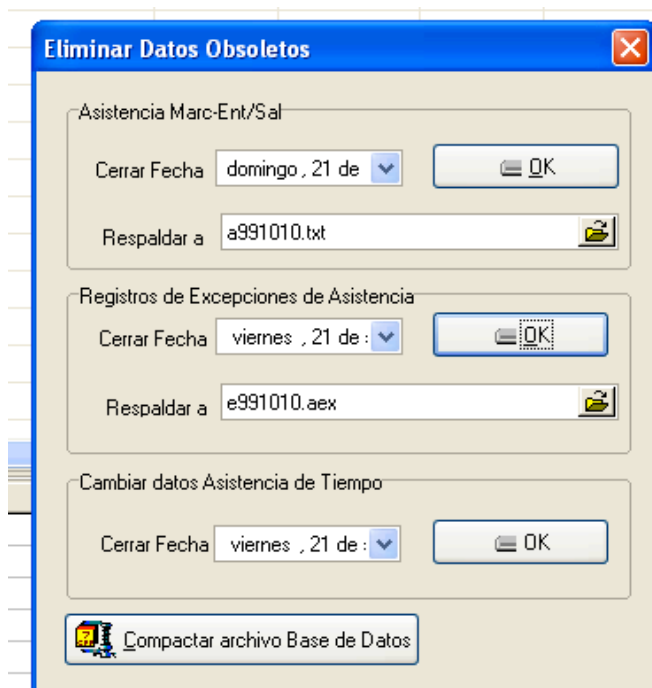 Eliminar Datos Obsoletos
Asistencia Marc-Ent/Sal
Cerrar Fecha domingo , 21 de OK
Respaldar a a991010.txt
Registros de Excepciones de Asistencia
Cerrar Fecha viernes , 21 de : OK
Respaldar a e991010.aex
Cambiar datos Asistencia de Tiempo
Cerrar Fecha viernes , 21 de : OK
Compactar archivo Base de Datos